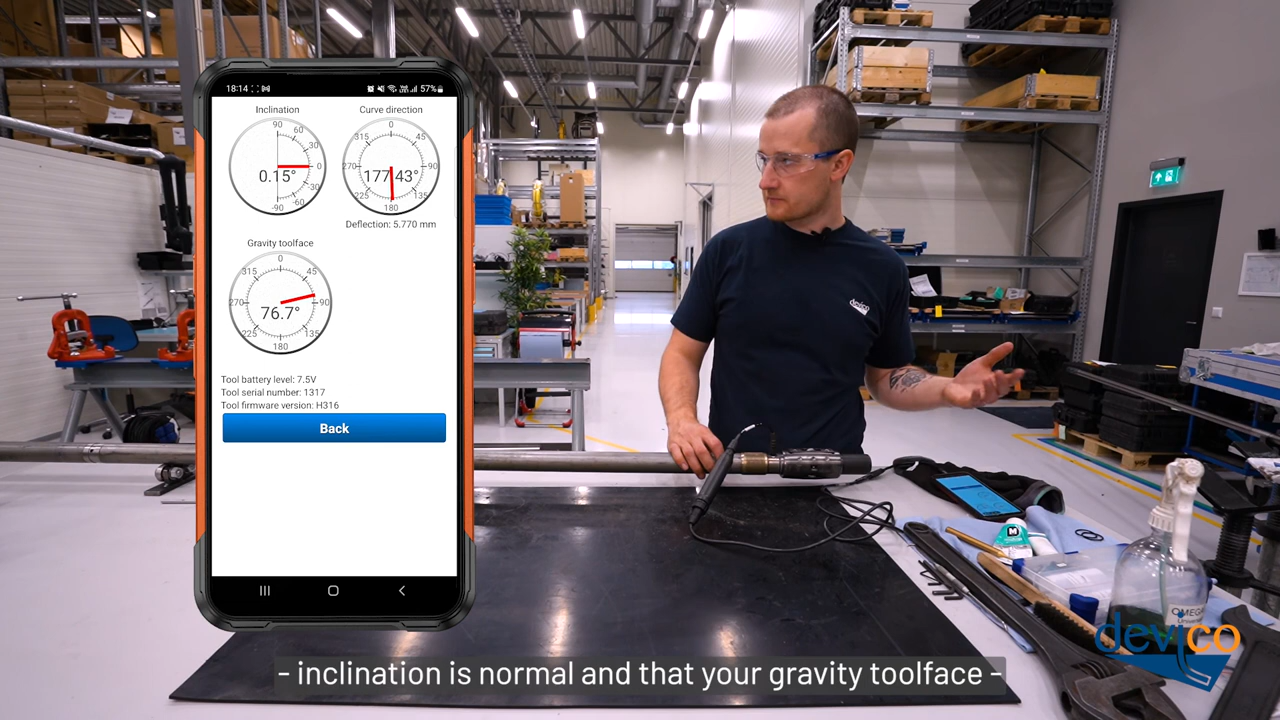 18:14
57%
Inclination
90
60
30
0
-30
-60
-90
0.15°
Curve direction
0
45
90
135
180
225
270
315
177.43°
Deflection: 5.770 mm
Gravity toolface
0
45
90
135
180
225
270
315
76.7°
Tool battery level: 7.5V
Tool serial number: 1317
Tool firmware version: H316
Back
devico
OMEGA
devico
- inclination is normal and that your gravity toolface -